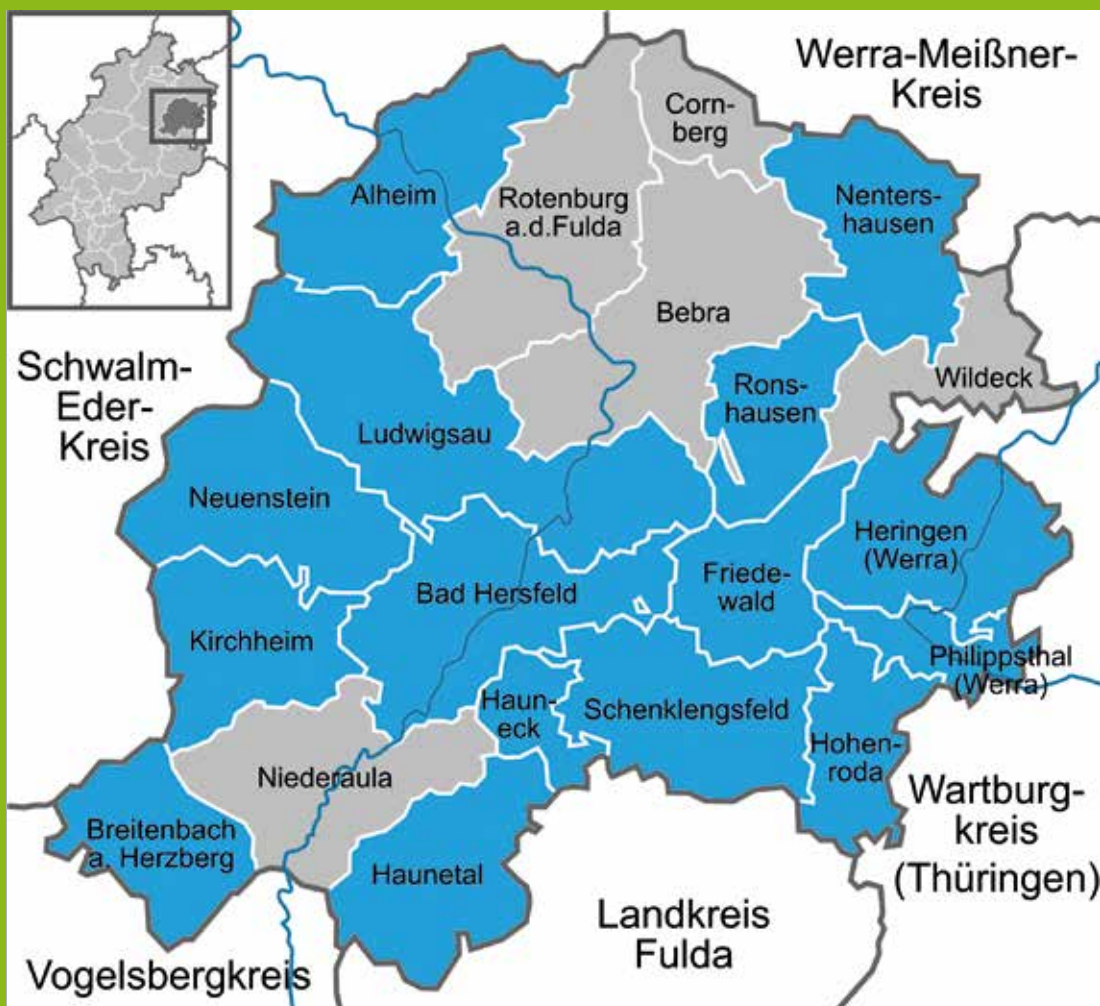 Werra-Meißner-
Kreis
Corn-
berg
Alheim
Rotenburg
a.d.Fulda
Nenters-
hausen
Bebra
Schwalm-
Eder-
Kreis
Rons-
hausen
Wildeck
Ludwigsau
Neuenstein
Heringen
(Werra)
Bad Hersfeld
Friede-
wald
Kirchheim
Philippsthal
(Werra)
Haun-
eck
Schenklengsfeld
Hohen-
roda
Niederaula
Breitenbach
a. Herzberg
Haunetal
Wartburg-
kreis
(Thüringen)
Landkreis
Fulda
Vogelsbergkreis